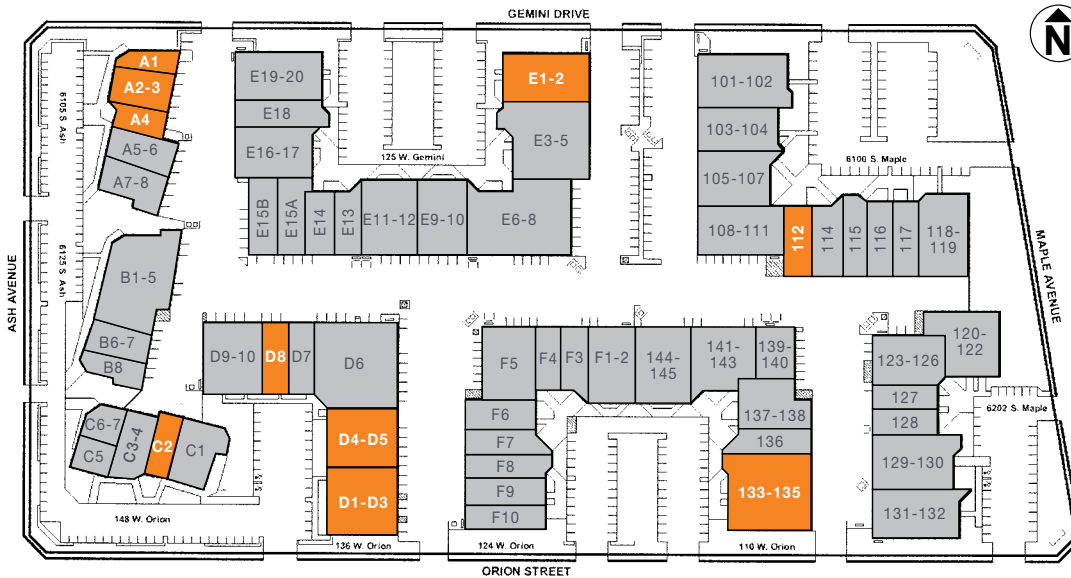 GEMINI DRIVE
N
A1
A2-3
A4
A5-6
A7-8
6105 S. Ash
E19-20
E18
E16-17
E15B
E15A
E14
E13
E11-12
E9-10
E6-8
E3-5
E1-2
125 W. Gemini
101-102
103-104
105-107
108-111
112
114
115
116
117
118-
119
6100 S. Maple
ASH AVENUE
MAPLE AVENUE
6125 S. Ash
B1-5
B6-7
B8
C6-7
C5
C3-4
C2
C1
148 W. Orion
D9-10
D8
D7
D6
D4-D5
D1-D3
136 W. Orion
F5
F4
F3
F1-2
144-
145
141-
143
139-
140
137-138
136
133-135
F6
F7
F8
F9
F10
124 W. Orion
110 W. Orion
120-
122
123-126
127
128
129-130
131-132
6202 S. Maple
ORION STREET